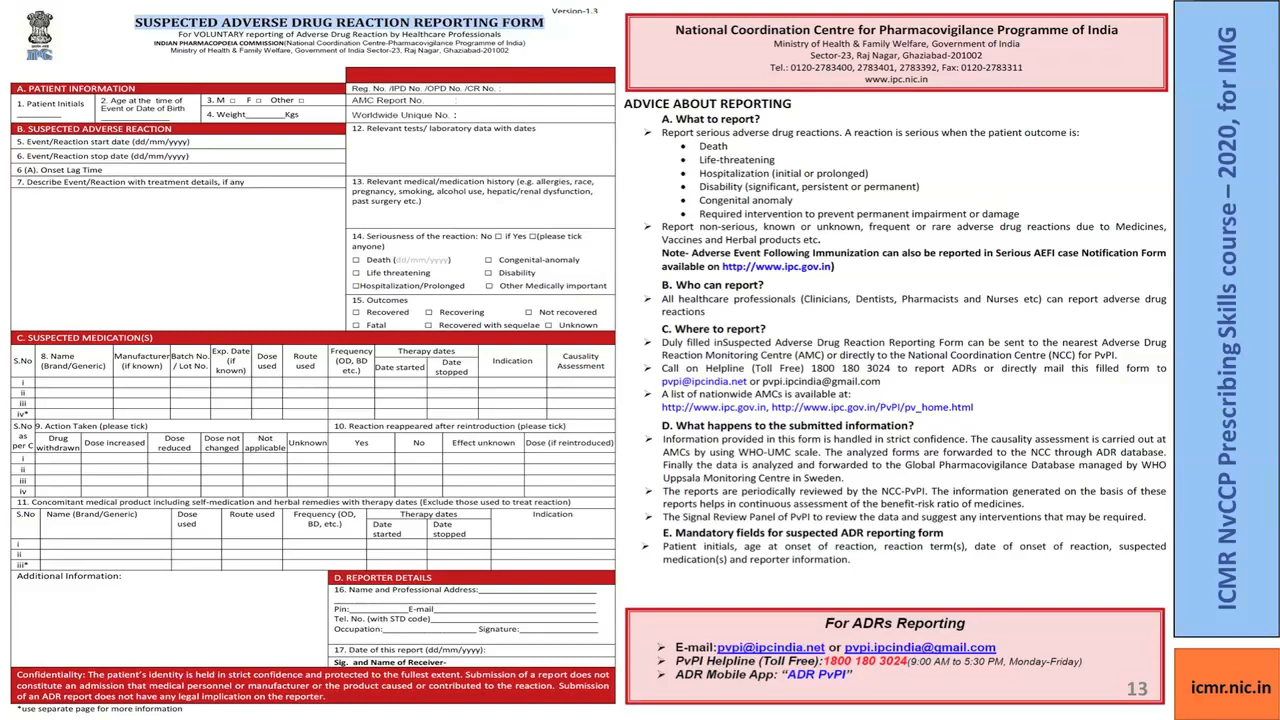 Version-1.3
SUSPECTED ADVERSE DRUG REACTION REPORTING FORM
For VOLUNTARY reporting of Adverse Drug Reaction by Healthcare Professionals
INDIAN PHARMACOPOEIA COMMISSION(National Coordination Centre-Pharmacovigilance Programme of India)
Ministry of Health & Family Welfare, Government of India Sector-23, Raj Nagar, Ghaziabad-201002
A. PATIENT INFORMATION
1. Patient Initials
2. Age at the time of
Event or Date of Birth
3. M □ F □ Other □
4. Weight________Kgs
Reg. No. /IPD No. /OPD No. /CR No. :
AMC Report No. :
Worldwide Unique No. :
B. SUSPECTED ADVERSE REACTION
5. Event/Reaction start date (dd/mm/yyyy)
6. Event/Reaction stop date (dd/mm/yyyy)
6 (A). Onset Lag Time
7. Describe Event/Reaction with treatment details, if any
12. Relevant tests/ laboratory data with dates
13. Relevant medical/medication history (e.g. allergies, race,
pregnancy, smoking, alcohol use, hepatic/renal dysfunction,
past surgery etc.)
14. Seriousness of the reaction: No □ if Yes □(please tick
anyone)
□ Death (dd/mm/yyyy) □ Congenital-anomaly
□ Life threatening □ Disability
□Hospitalization/Prolonged □ Other Medically important
15. Outcomes
□ Recovered □ Recovering □ Not recovered
□ Fatal □ Recovered with sequelae □ Unknown
C. SUSPECTED MEDICATION(S)
S.No
8. Name
(Brand/Generic)
Manufacturer
(if known)
Batch No.
/ Lot No.
Exp. Date
(if
known)
Dose
used
Route
used
Frequency
(OD, BD
etc.)
Therapy dates
Date started
Date
stopped
Indication
Causality
Assessment
i
ii
iii
iv*
S.No
as
per C
9. Action Taken (please tick)
10. Reaction reappeared after reintroduction (please tick)
Drug
withdrawn
Dose increased
Dose
reduced
Dose not
changed
Not
applicable
Unknown
Yes
No
Effect unknown
Dose (if reintroduced)
i
ii
iii
iv
11. Concomitant medical product including self-medication and herbal remedies with therapy dates (Exclude those used to treat reaction)
S.No
Name (Brand/Generic)
Dose
used
Route used
Frequency (OD,
BD, etc.)
Therapy dates
Date
started
Date
stopped
Indication
i
ii
iii*
Additional Information:
D. REPORTER DETAILS
16. Name and Professional Address:________________________
Pin:____________E-mail________________________
Tel. No. (with STD code)________________________
Occupation:____________________ Signature:________________
17. Date of this report (dd/mm/yyyy):
Sig. and Name of Receiver-
Confidentiality: The patient's identity is held in strict confidence and protected to the fullest extent. Submission of a report does not
constitute an admission that medical personnel or manufacturer or the product caused or contributed to the reaction. Submission
of an ADR report does not have any legal implication on the reporter.
*use separate page for more information
National Coordination Centre for Pharmacovigilance Programme of India
Ministry of Health & Family Welfare, Government of India
Sector-23, Raj Nagar, Ghaziabad-201002
Tel.: 0120-2783400, 2783401, 2783392, Fax: 0120-2783311
www.ipc.nic.in
ADVICE ABOUT REPORTING
A. What to report?
➢ Report serious adverse drug reactions. A reaction is serious when the patient outcome is:
• Death
• Life-threatening
• Hospitalization (initial or prolonged)
• Disability (significant, persistent or permanent)
• Congenital anomaly
• Required intervention to prevent permanent impairment or damage
➢ Report non-serious, known or unknown, frequent or rare adverse drug reactions due to Medicines,
Vaccines and Herbal products etc.
Note- Adverse Event Following Immunization can also be reported in Serious AEFI case Notification Form
available on http://www.ipc.gov.in)
B. Who can report?
➢ All healthcare professionals (Clinicians, Dentists, Pharmacists and Nurses etc) can report adverse drug
reactions
C. Where to report?
➢ Duly filled inSuspected Adverse Drug Reaction Reporting Form can be sent to the nearest Adverse Drug
Reaction Monitoring Centre (AMC) or directly to the National Coordination Centre (NCC) for PvPI.
➢ Call on Helpline (Toll Free) 1800 180 3024 to report ADRs or directly mail this filled form to
pvpi@ipcindia.net or pvpi.ipcindia@gmail.com
➢ A list of nationwide AMCs is available at:
http://www.ipc.gov.in, http://www.ipc.gov.in/PvPI/pv_home.html
D. What happens to the submitted information?
➢ Information provided in this form is handled in strict confidence. The causality assessment is carried out at
AMCs by using WHO-UMC scale. The analyzed forms are forwarded to the NCC through ADR database.
Finally the data is analyzed and forwarded to the Global Pharmacovigilance Database managed by WHO
Uppsala Monitoring Centre in Sweden.
➢ The reports are periodically reviewed by the NCC-PvPI. The information generated on the basis of these
reports helps in continuous assessment of the benefit-risk ratio of medicines.
➢ The Signal Review Panel of PvPI to review the data and suggest any interventions that may be required.
E. Mandatory fields for suspected ADR reporting form
➢ Patient initials, age at onset of reaction, reaction term(s), date of onset of reaction, suspected
medication(s) and reporter information.
For ADRs Reporting
➢ E-mail:pvpi@ipcindia.net or pvpi.ipcindia@gmail.com
➢ PvPI Helpline (Toll Free):1800 180 3024(9:00 AM to 5:30 PM, Monday-Friday)
➢ ADR Mobile App: "ADR PvPI"
13
ICMR NvCCP Prescribing Skills course – 2020, for IMG
icmr.nic.in